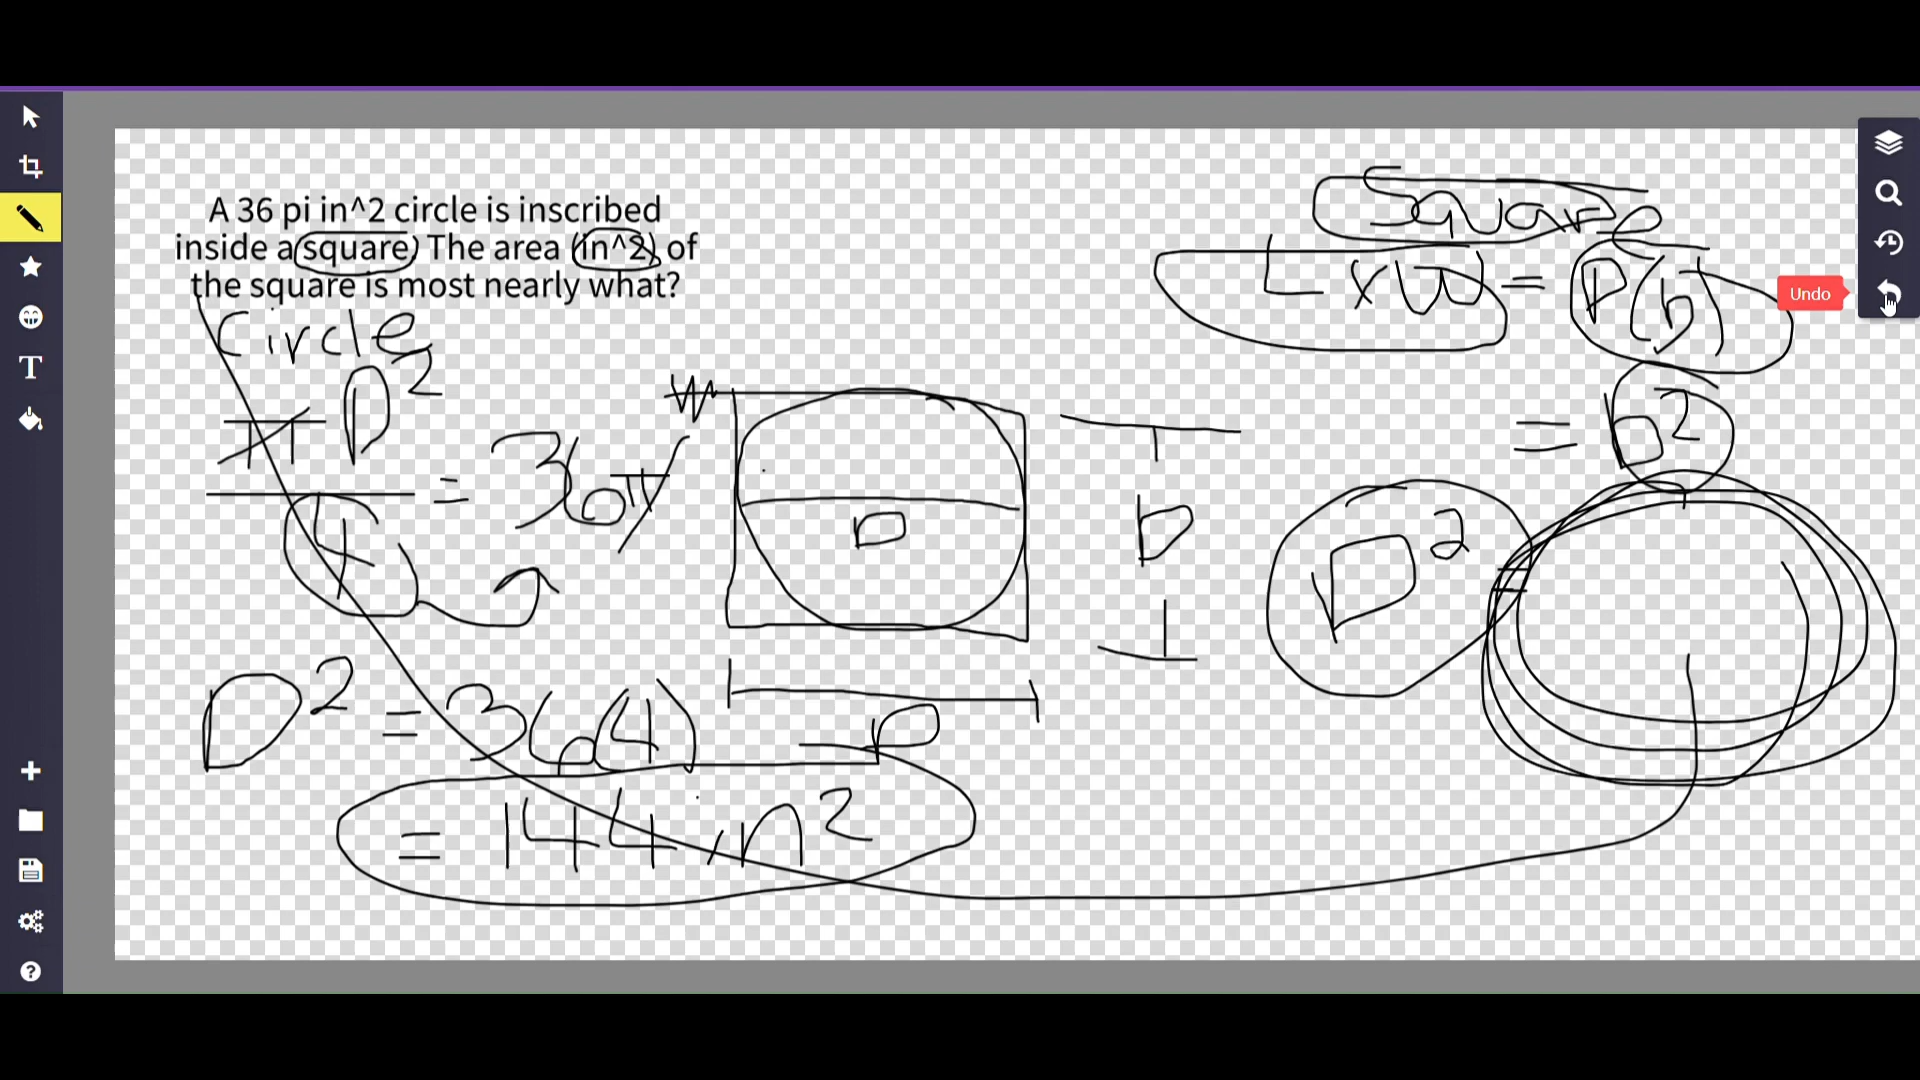 A 36 pi in^2 circle is inscribed
inside a square. The area (in^2) of
the square is most nearly what?
Square
L x W = D(D)
= D²
Circle
πD²
4
= 36π
D
D
D² =
D² = 36(4)
D
= 144 in²
Undo
T